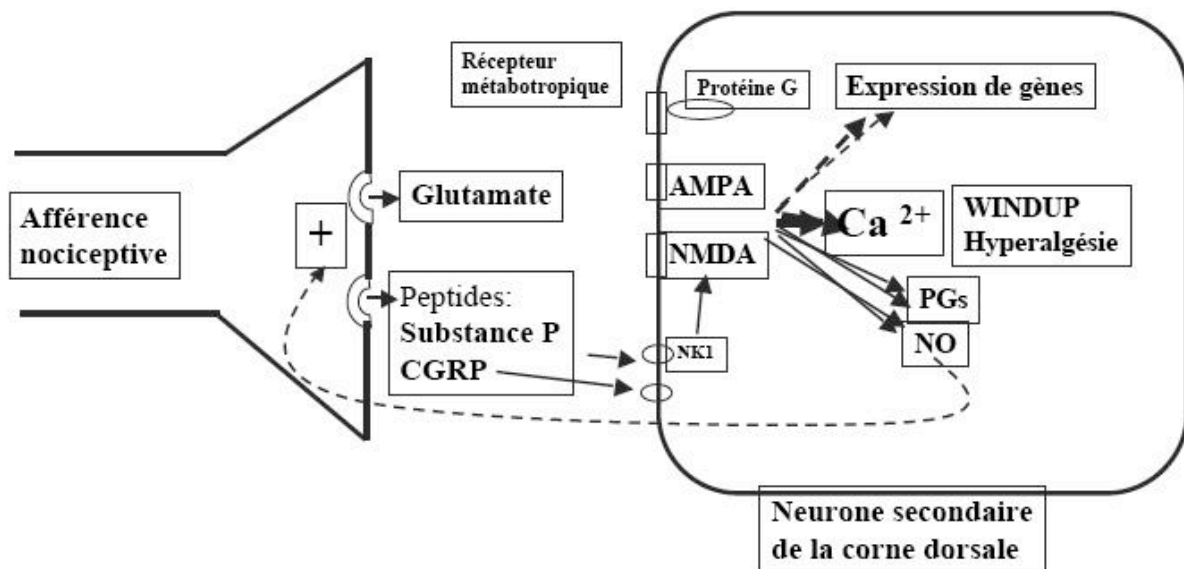 Récepteur
métabotropique
Protéine G
Expression de gènes
Afférence
nociceptive
+
Glutamate
AMPA
NMDA
Ca 2+
WINDUP
Hyperalgésie
Peptides:
Substance P
CGRP
NK1
PGs
NO
Neurone secondaire
de la corne dorsale